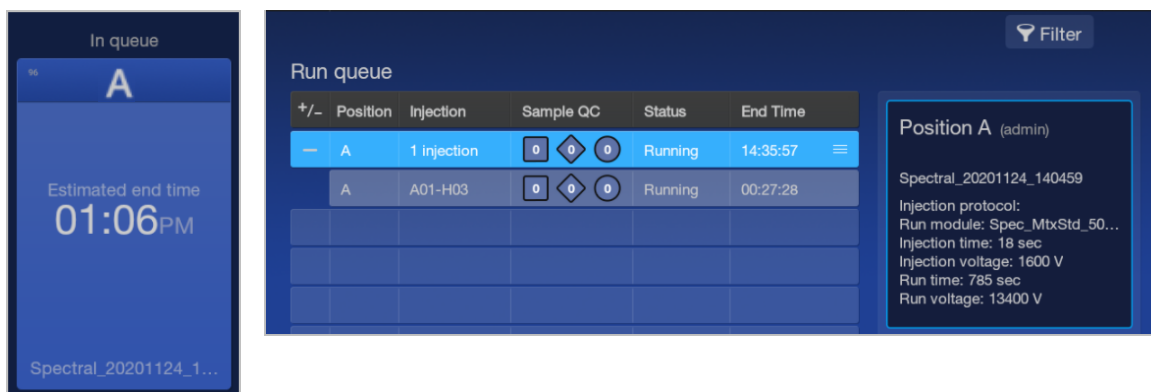 In queue
96
A
Estimated end time
01:06PM
Spectral_20201124_1...
Filter
Run queue
+/- Position Injection Sample QC Status End Time
— A 1 injection 0 0 0 Running 14:35:57
A A01-H03 0 0 0 Running 00:27:28
Position A (admin)
Spectral_20201124_140459
Injection protocol:
Run module: Spec_MtxStd_50...
Injection time: 18 sec
Injection voltage: 1600 V
Run time: 785 sec
Run voltage: 13400 V